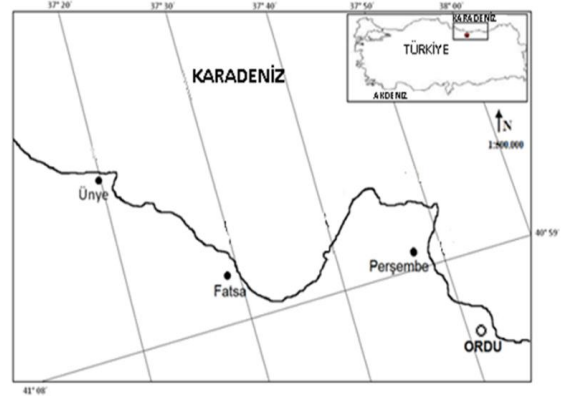 37° 20' 37° 30' 37° 40' 37° 50' 38° 00'
KARADENİZ
TÜRKİYE
AKDENİZ
KARADENİZ
N
1:800.000
Ünye
40° 59'
Perşembe
Fatsa
ORDU
41° 08'